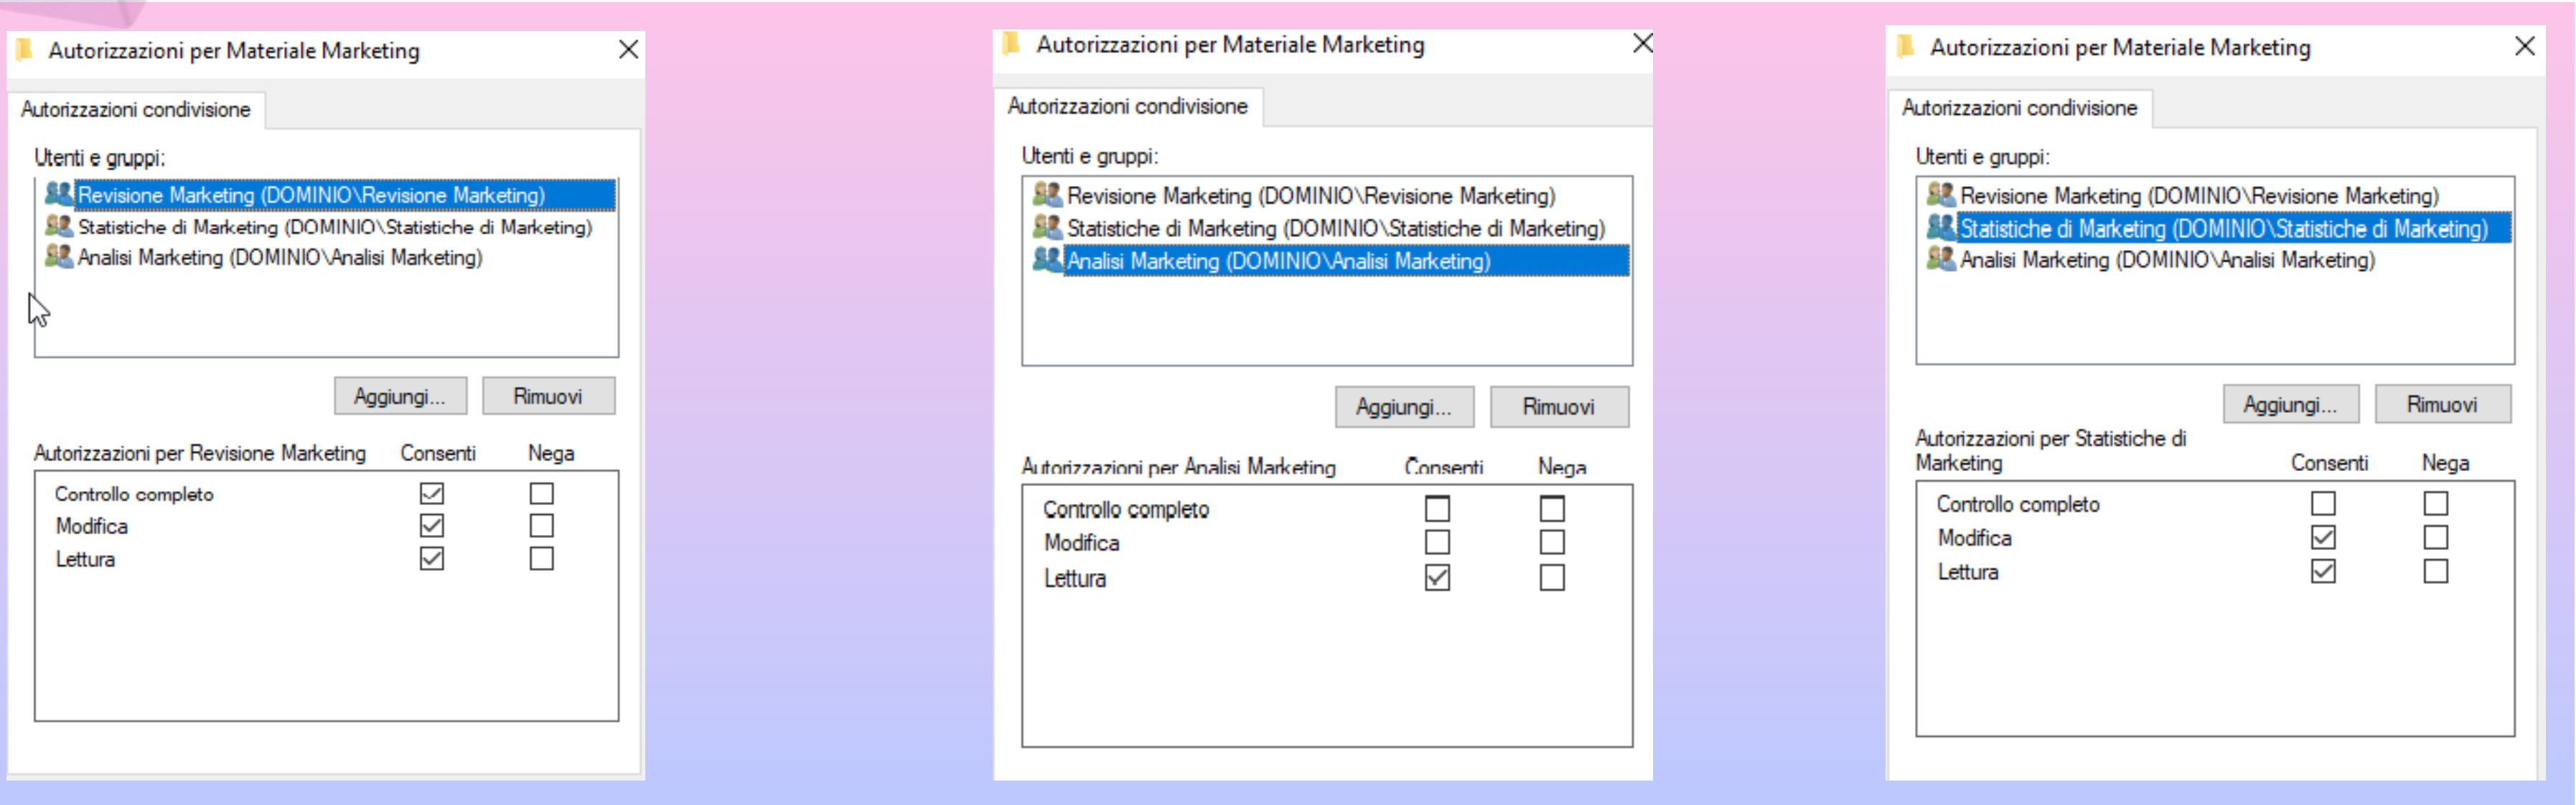 Autorizzazioni per Materiale Marketing
Autorizzazioni condivisione
Utenti e gruppi:
Revisione Marketing (DOMINIO\Revisione Marketing)
Statistiche di Marketing (DOMINIO\Statistiche di Marketing)
Analisi Marketing (DOMINIO\Analisi Marketing)
Aggiungi... Rimuovi
Autorizzazioni per Revisione Marketing Consenti Nega
Controllo completo
Modifica
Lettura
Autorizzazioni per Materiale Marketing
Autorizzazioni condivisione
Utenti e gruppi:
Revisione Marketing (DOMINIO\Revisione Marketing)
Statistiche di Marketing (DOMINIO\Statistiche di Marketing)
Analisi Marketing (DOMINIO\Analisi Marketing)
Aggiungi... Rimuovi
Autorizzazioni per Analisi Marketing Consenti Nega
Controllo completo
Modifica
Lettura
Autorizzazioni per Materiale Marketing
Autorizzazioni condivisione
Utenti e gruppi:
Revisione Marketing (DOMINIO\Revisione Marketing)
Statistiche di Marketing (DOMINIO\Statistiche di Marketing)
Analisi Marketing (DOMINIO\Analisi Marketing)
Aggiungi... Rimuovi
Autorizzazioni per Statistiche di
Marketing Consenti Nega
Controllo completo
Modifica
Lettura